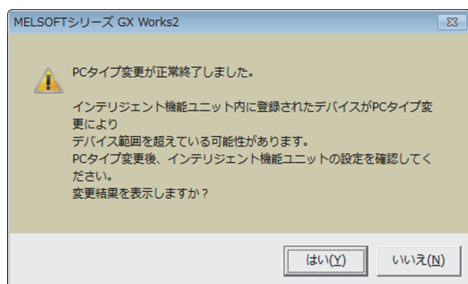 MELSOFTシリーズ GX Works2
PCタイプ変更が正常終了しました。
インテリジェント機能ユニット内に登録されたデバイスがPCタイプ変
更により
デバイス範囲を超えている可能性があります。
PCタイプ変更後、インテリジェント機能ユニットの設定を確認してく
ださい。
変更結果を表示しますか？
はい(Y) いいえ(N)